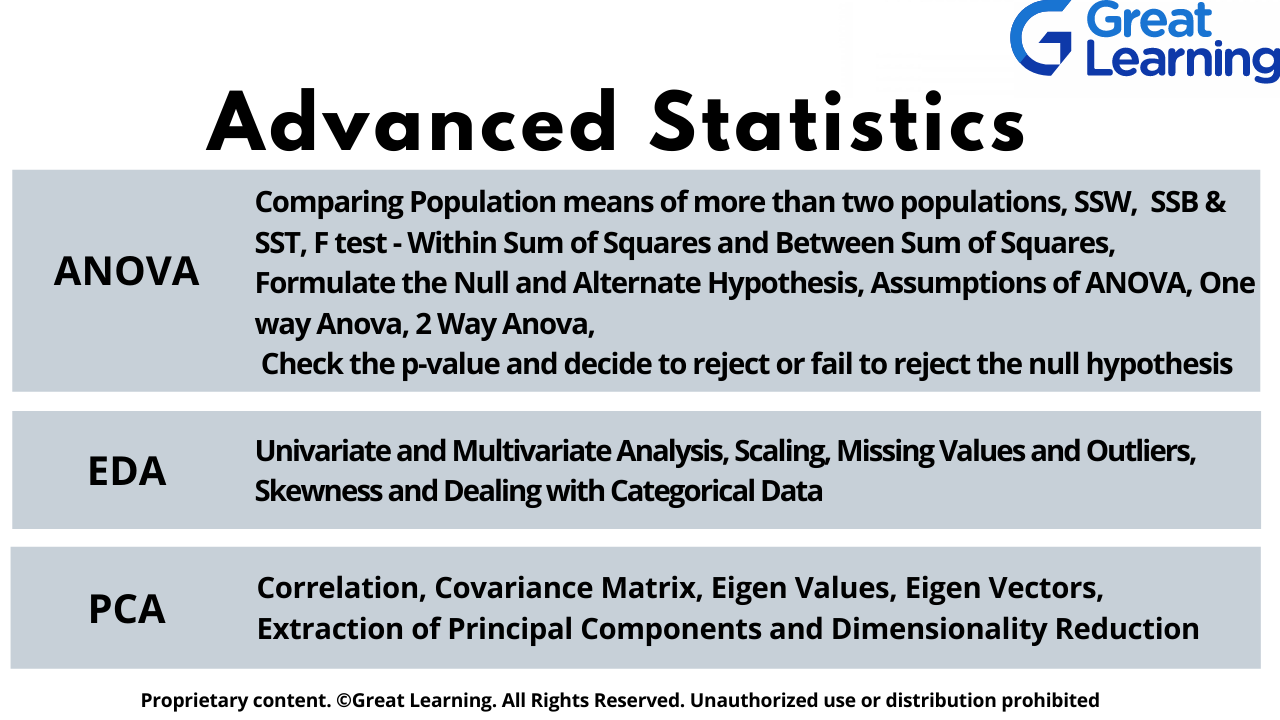 Great
Learning
Advanced Statistics
ANOVA
Comparing Population means of more than two populations, SSW,  SSB &
SST, F test - Within Sum of Squares and Between Sum of Squares,
Formulate the Null and Alternate Hypothesis, Assumptions of ANOVA, One
way Anova, 2 Way Anova,
Check the p-value and decide to reject or fail to reject the null hypothesis
EDA
Univariate and Multivariate Analysis, Scaling, Missing Values and Outliers,
Skewness and Dealing with Categorical Data
PCA
Correlation, Covariance Matrix, Eigen Values, Eigen Vectors,
Extraction of Principal Components and Dimensionality Reduction
Proprietary content. ©Great Learning. All Rights Reserved. Unauthorized use or distribution prohibited